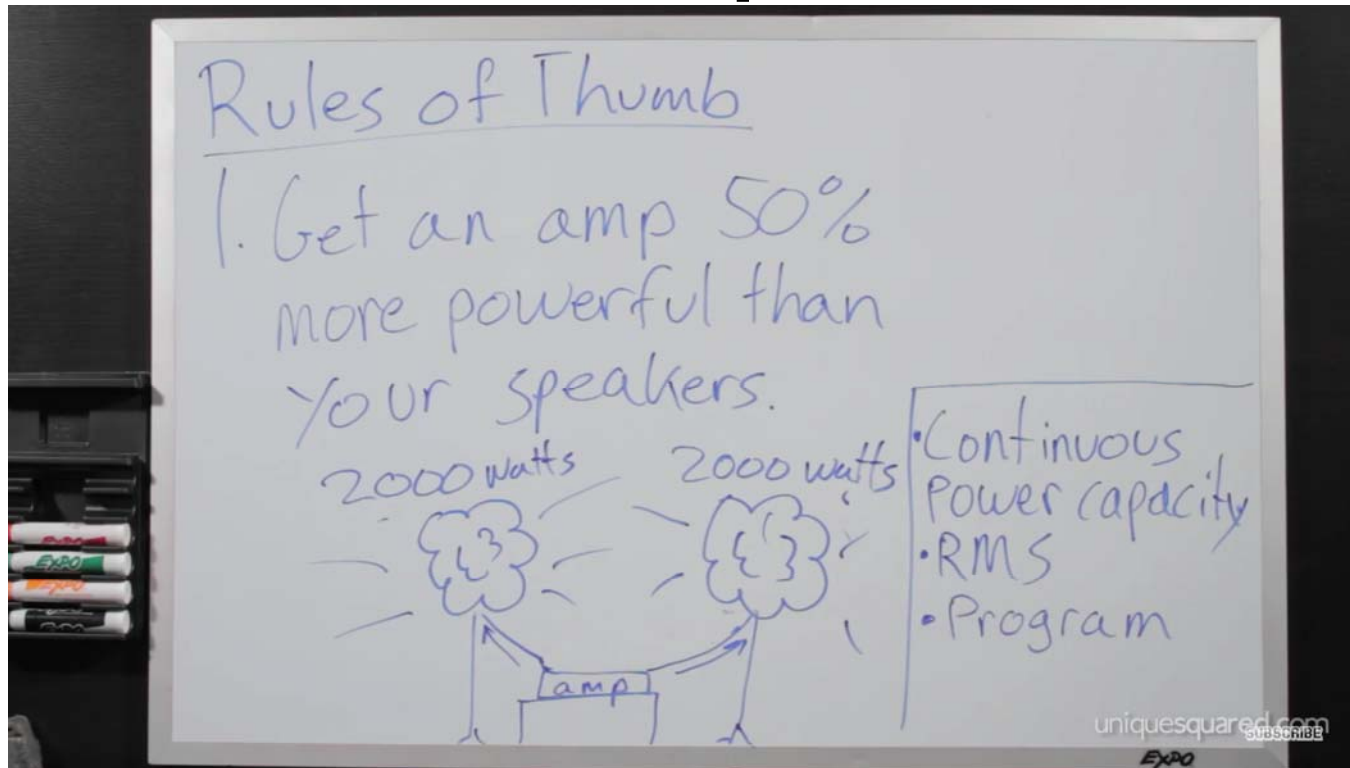 Rules of Thumb
1. Get an amp 50%
more powerful than
your speakers.
2000 watts
2000 watts
amp
• Continuous
power capacity
• RMS
• Program
EXPO
EXPO
uniquesquared.com
SUBSCRIBE
EXPO